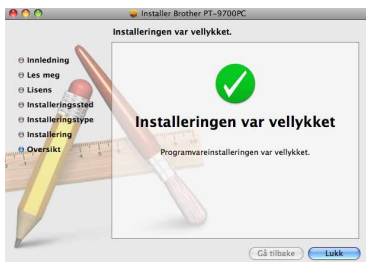 Installer Brother PT-9700PC
Installeringen var vellykket.
Innledning
Les meg
Lisens
Installeringssted
Installeringstype
Installering
Oversikt
Installeringen var vellykket
Programvareinstalleringen var vellykket.
Gå tilbake
Lukk